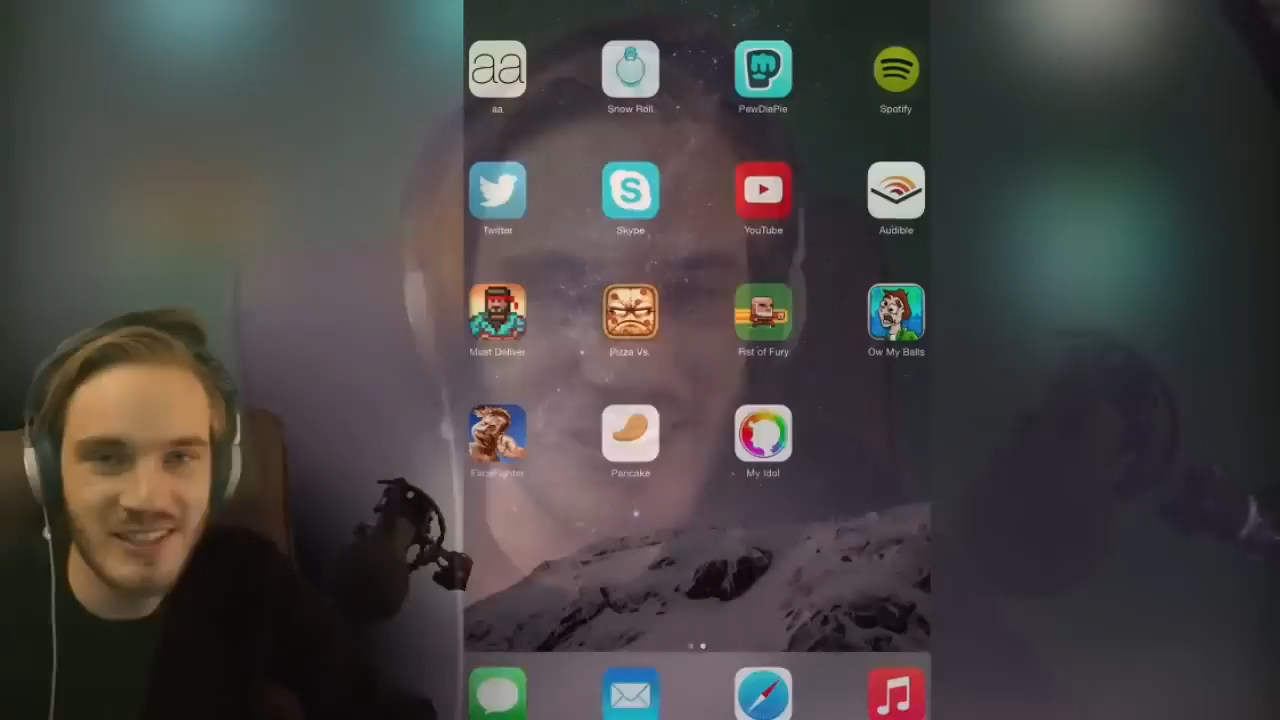 aa
aa
Snow Roll
PewDiePie
Spotify
Twitter
Skype
YouTube
Audible
Must Deliver
Pizza Vs.
Fist of Fury
Ow My Balls
FaceFighter
Pancake
My Idol